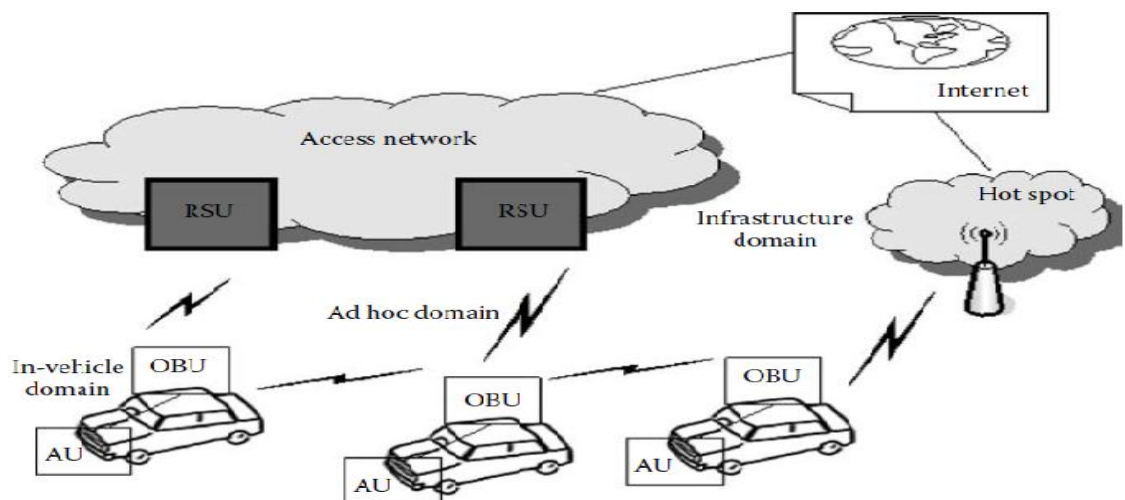 Internet
Access network
Hot spot
RSU
RSU
Infrastructure
domain
Ad hoc domain
In-vehicle
domain
OBU
OBU
OBU
AU
AU
AU